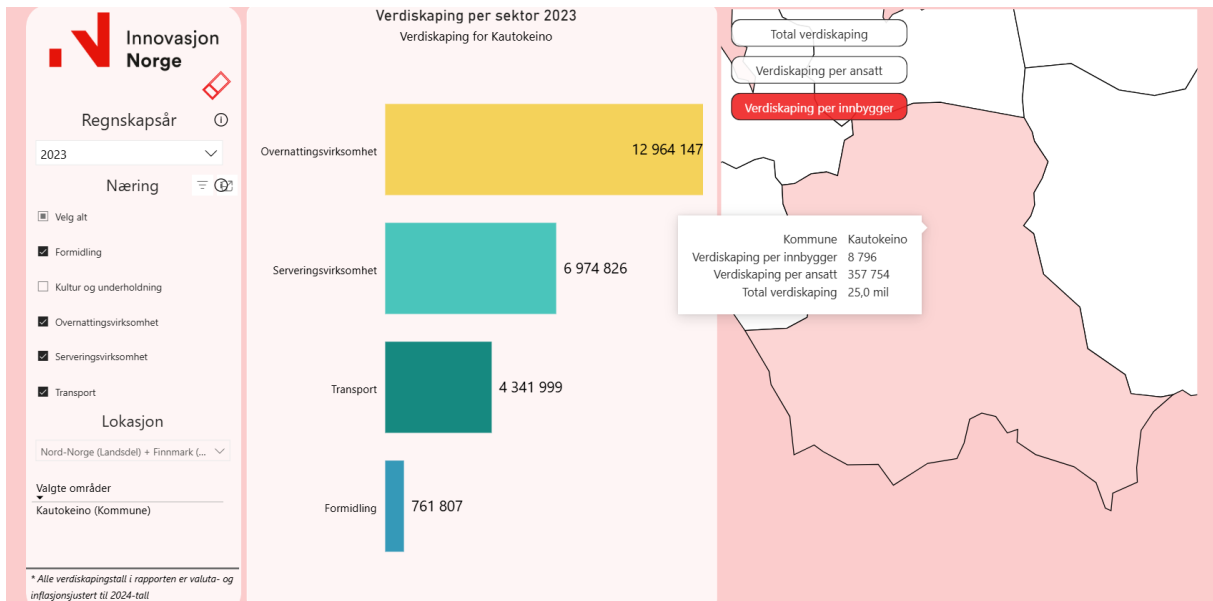 Innovasjon
Norge
Regnskapsår
2023
Næring
Velg alt
Formidling
Kultur og underholdning
Overnattingsvirksomhet
Serveringsvirksomhet
Transport
Lokasjon
Nord-Norge (Landsdel) + Finnmark (...
Valgte områder
Kautokeino (Kommune)
* Alle verdiskapingstall i rapporten er valuta- og
inflasjonsjustert til 2024-tall
Verdiskaping per sektor 2023
Verdiskaping for Kautokeino
Overnattingsvirksomhet 12 964 147
Serveringsvirksomhet 6 974 826
Transport 4 341 999
Formidling 761 807
Total verdiskaping
Verdiskaping per ansatt
Verdiskaping per innbygger
Kommune Kautokeino
Verdiskaping per innbygger 8 796
Verdiskaping per ansatt 357 754
Total verdiskaping 25,0 mil